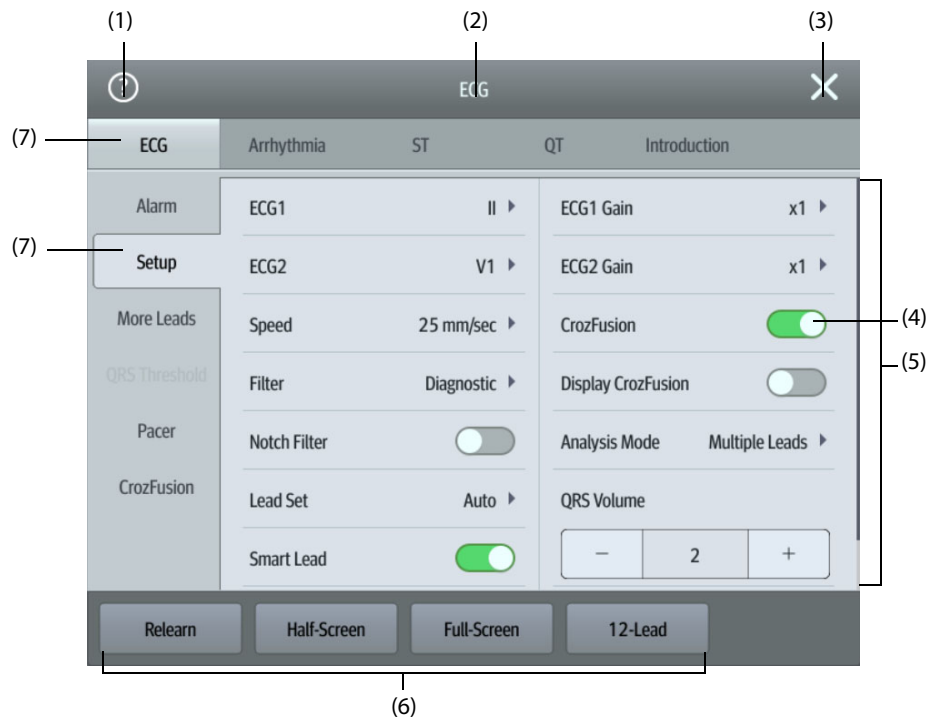 (1) (2) (3)
? ECG
(7) ECG Arrhythmia ST QT Introduction
Alarm ECG1 II ECG1 Gain x1
(7) Setup ECG2 V1 ECG2 Gain x1
More Leads Speed 25 mm/sec CrozFusion (4)
(5)
QRS Threshold Filter Diagnostic Display CrozFusion
Pacer Notch Filter Analysis Mode Multiple Leads
CrozFusion Lead Set Auto QRS Volume
Smart Lead − 2 +
Relearn Half-Screen Full-Screen 12-Lead
(6)